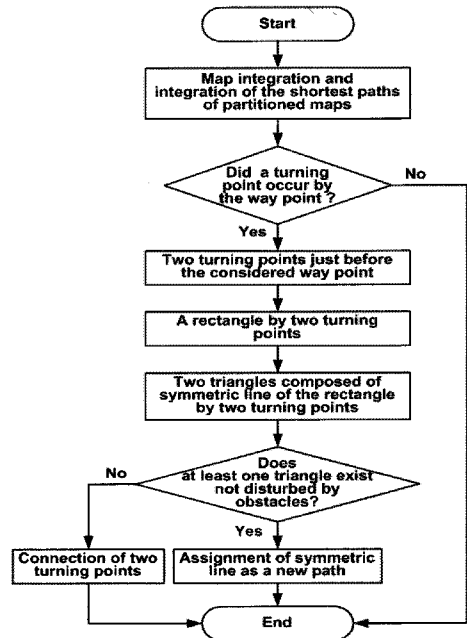 Start
Map integration and
integration of the shortest paths
of partitioned maps
Did a turning
point occur by
the way point ?
No
Yes
Two turning points just before
the considered way point
A rectangle by two turning
points
Two triangles composed of
symmetric line of the rectangle
by two turning points
Does
at least one triangle exist
not disturbed by
obstacles?
No
Yes
Connection of two
turning points
Assignment of symmetric
line as a new path
End